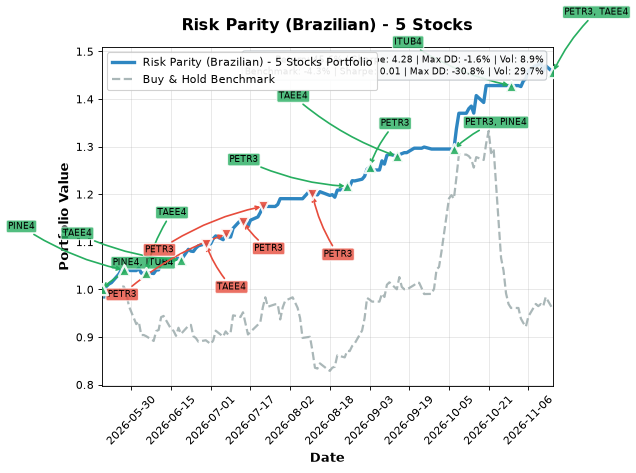 Risk Parity (Brazilian) - 5 Stocks
PETR3, TAEE4
ITUB4
Risk Parity (Brazilian) - 5 Stocks Portfolio
Buy & Hold Benchmark
4.28 | Max DD: -1.6% | Vol: 8.9%
0.01 | Max DD: -30.8% | Vol: 29.7%
TAEE4
PETR3
PETR3, PINE4
PETR3
TAEE4
PINE4
TAEE4
PETR3
PETR3
PETR3
PINE4, ITUB4
TAEE4
PETR3
Portfolio Value
1.5
1.4
1.3
1.2
1.1
1.0
0.9
0.8
2026-05-30
2026-06-15
2026-07-01
2026-07-17
2026-08-02
2026-08-18
2026-09-03
2026-09-19
2026-10-05
2026-10-21
2026-11-06
Date